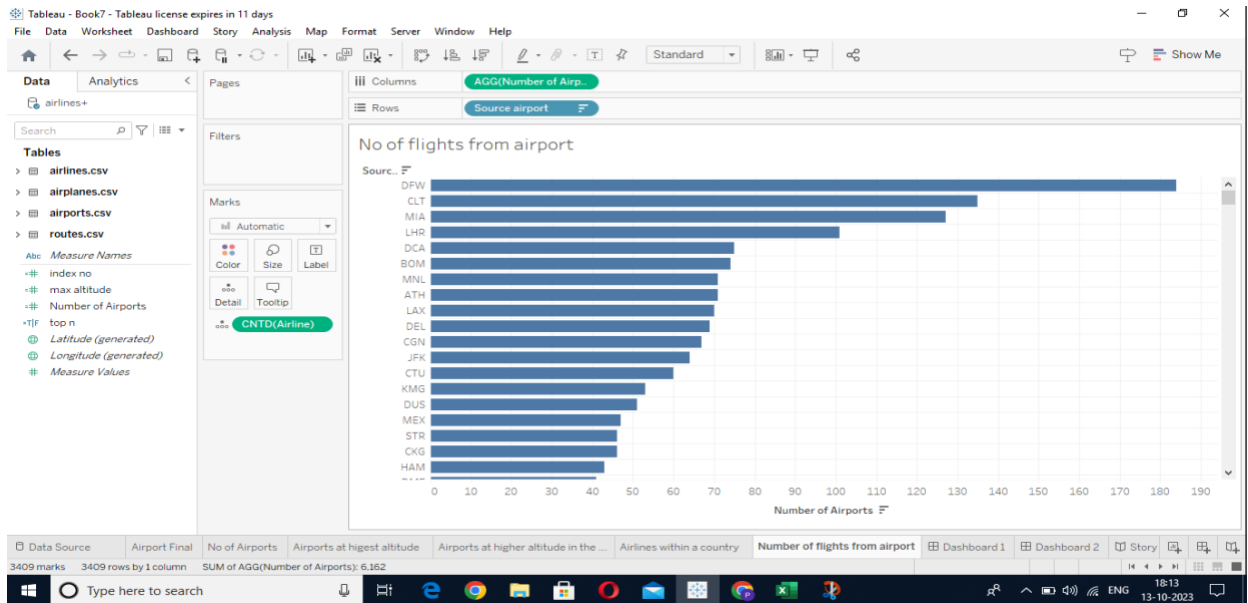 Tableau - Book7 - Tableau license expires in 11 days
File Data Worksheet Dashboard Story Analysis Map Format Server Window Help
Standard
Show Me
Data Analytics
airlines+
Search
Tables
airlines.csv
airplanes.csv
airports.csv
routes.csv
Abc Measure Names
index no
max altitude
Number of Airports
T|F top n
Latitude (generated)
Longitude (generated)
Measure Values
Pages
Filters
Marks
Automatic
Color Size Label
Detail Tooltip
CNTD(Airline)
Columns AGG(Number of Airp..
Rows Source airport
No of flights from airport
Sourc..
DFW
CLT
MIA
LHR
DCA
BOM
MNL
ATH
LAX
DEL
CGN
JFK
CTU
KMG
DUS
MEX
STR
CKG
HAM
0 10 20 30 40 50 60 70 80 90 100 110 120 130 140 150 160 170 180 190
Number of Airports
Data Source Airport Final No of Airports Airports at higest altitude Airports at higher altitude in the ... Airlines within a country Number of flights from airport Dashboard 1 Dashboard 2 Story
3409 marks 3409 rows by 1 column SUM of AGG(Number of Airports): 6,162
Type here to search
ENG
18:13
13-10-2023